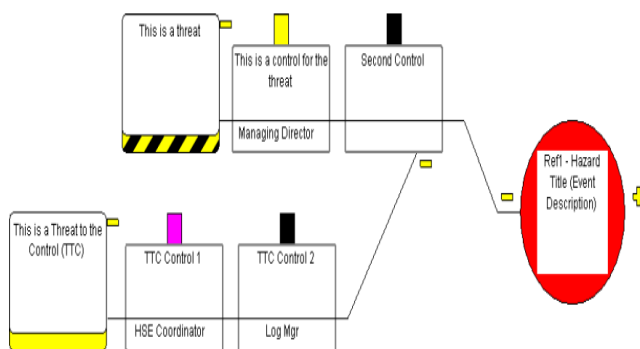 This is a threat
This is a control for the
threat
Managing Director
Second Control
Ref1 - Hazard
Title (Event
Description)
This is a Threat to the
Control (TTC)
TTC Control 1
HSE Coordinator
TTC Control 2
Log Mgr